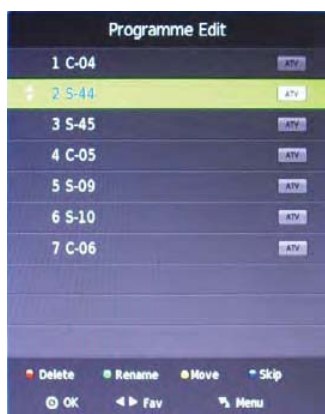 Programme Edit
1 C-04 ATV
2 S-44 ATV
3 S-45 ATV
4 C-05 ATV
5 S-09 ATV
6 S-10 ATV
7 C-06 ATV
Delete Rename Move Skip
OK Fav Menu